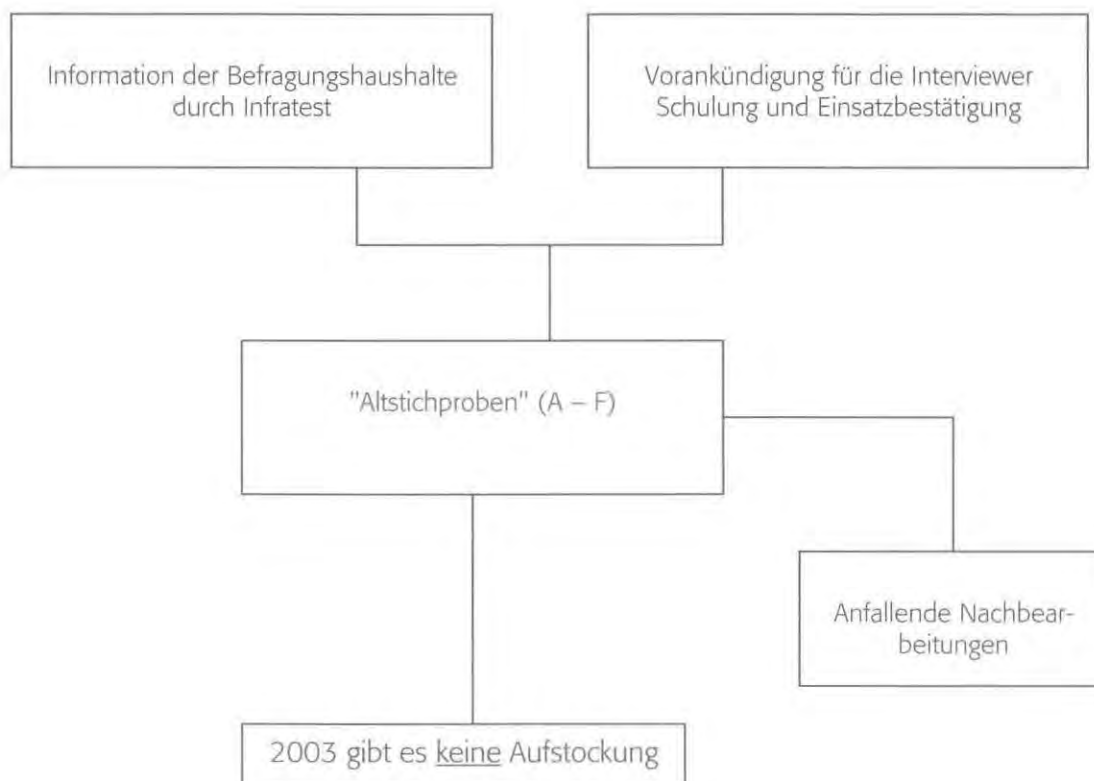 Information der Befragungshaushalte
durch Infratest
Vorankündigung für die Interviewer
Schulung und Einsatzbestätigung
"Altstichproben" (A – F)
Anfallende Nachbear-
beitungen
2003 gibt es keine Aufstockung